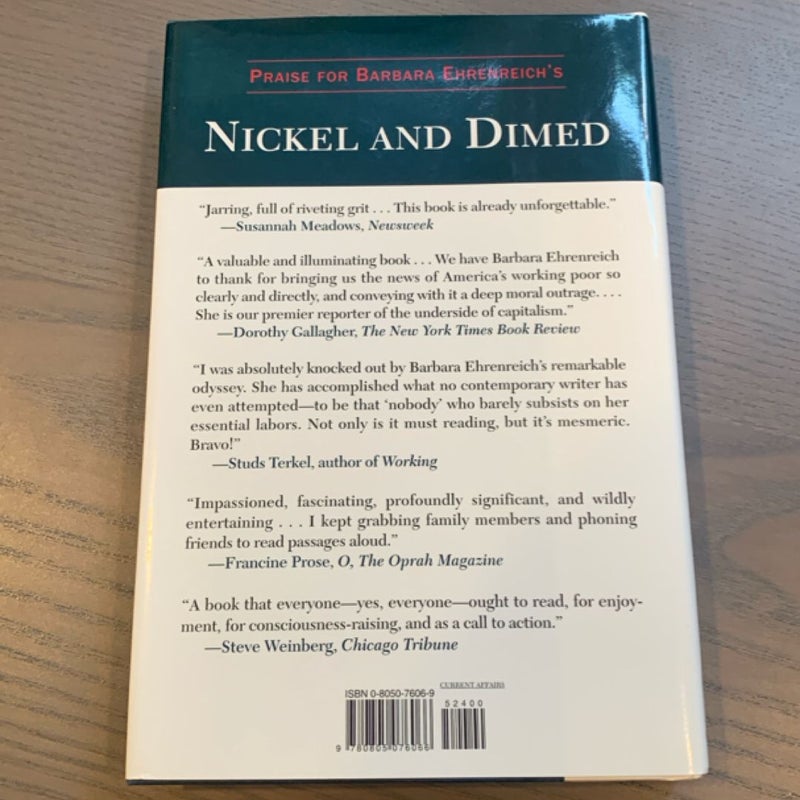 PRAISE FOR BARBARA EHRENREICH'S
NICKEL AND DIMED
“Jarring, full of riveting grit . . . This book is already unforgettable.”
—Susannah Meadows, Newsweek
“A valuable and illuminating book . . . We have Barbara Ehrenreich
to thank for bringing us the news of America’s working poor so
clearly and directly, and conveying with it a deep moral outrage. . . .
She is our premier reporter of the underside of capitalism.”
—Dorothy Gallagher, The New York Times Book Review
“I was absolutely knocked out by Barbara Ehrenreich’s remarkable
odyssey. She has accomplished what no contemporary writer has
even attempted—to be that ‘nobody’ who barely subsists on her
essential labors. Not only is it must reading, but it’s mesmeric.
Bravo!”
—Studs Terkel, author of Working
“Impassioned, fascinating, profoundly significant, and wildly
entertaining . . . I kept grabbing family members and phoning
friends to read passages aloud.”
—Francine Prose, O, The Oprah Magazine
“A book that everyone—yes, everyone—ought to read, for enjoy-
ment, for consciousness-raising, and as a call to action.”
—Steve Weinberg, Chicago Tribune
CURRENT AFFAIRS
ISBN 0-8050-7606-9
52400
9 780805 076066